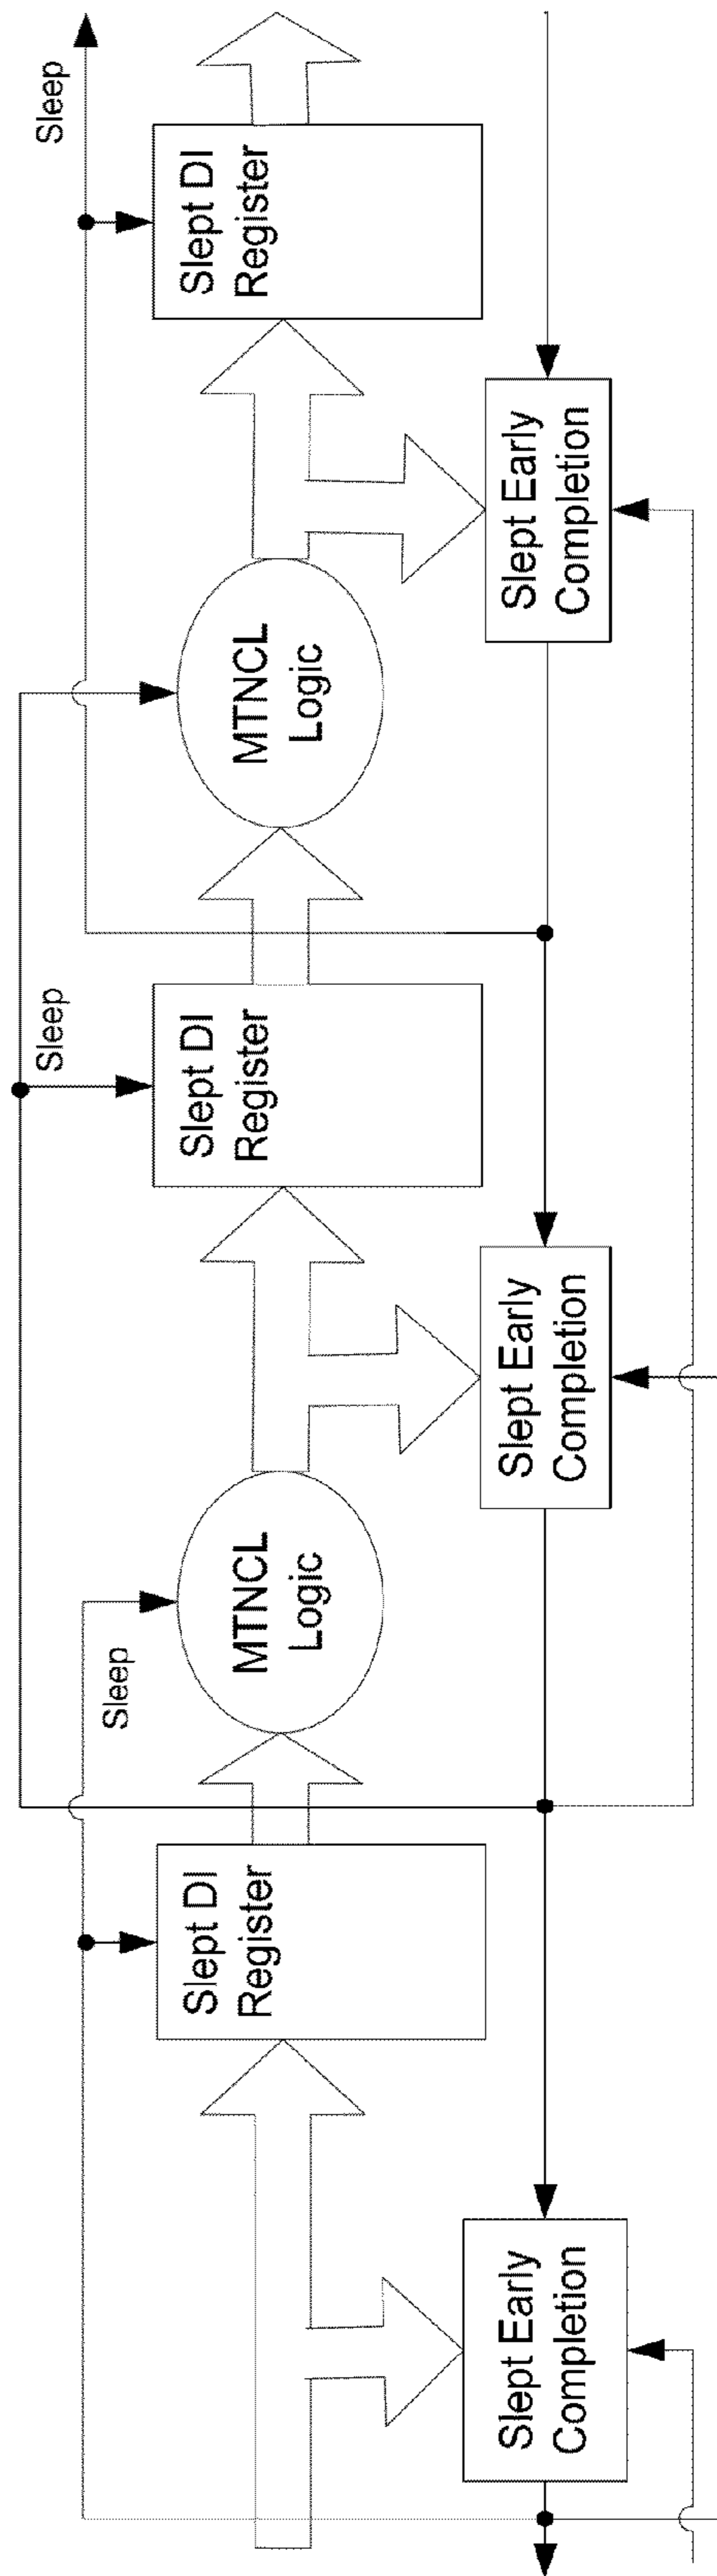 Sleep
Sleep
Sleep
Slept DI
Register
MTNCL
Logic
Slept DI
Register
MTNCL
Logic
Slept DI
Register
Slept Early
Completion
Slept Early
Completion
Slept Early
Completion